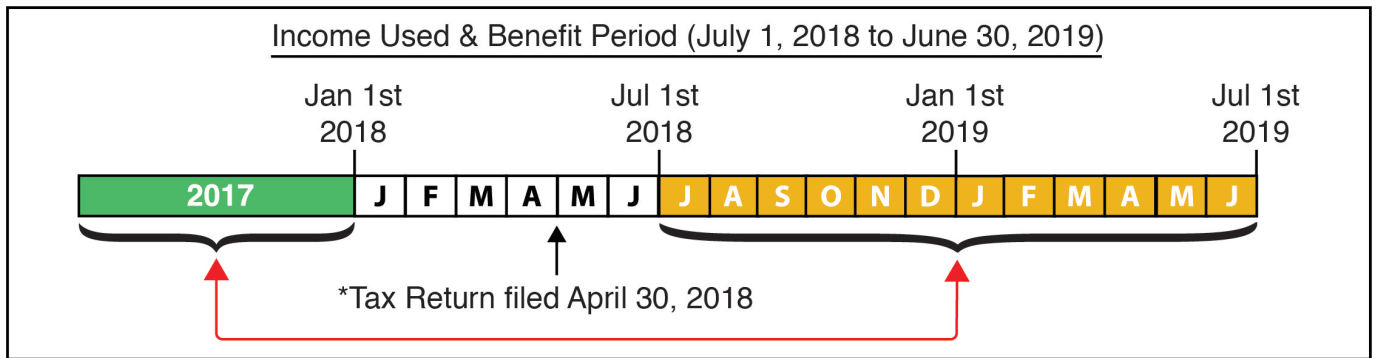 Income Used & Benefit Period (July 1, 2018 to June 30, 2019)
Jan 1st
2018
Jul 1st
2018
Jan 1st
2019
Jul 1st
2019
2017 J F M A M J J A S O N D J F M A M J
*Tax Return filed April 30, 2018